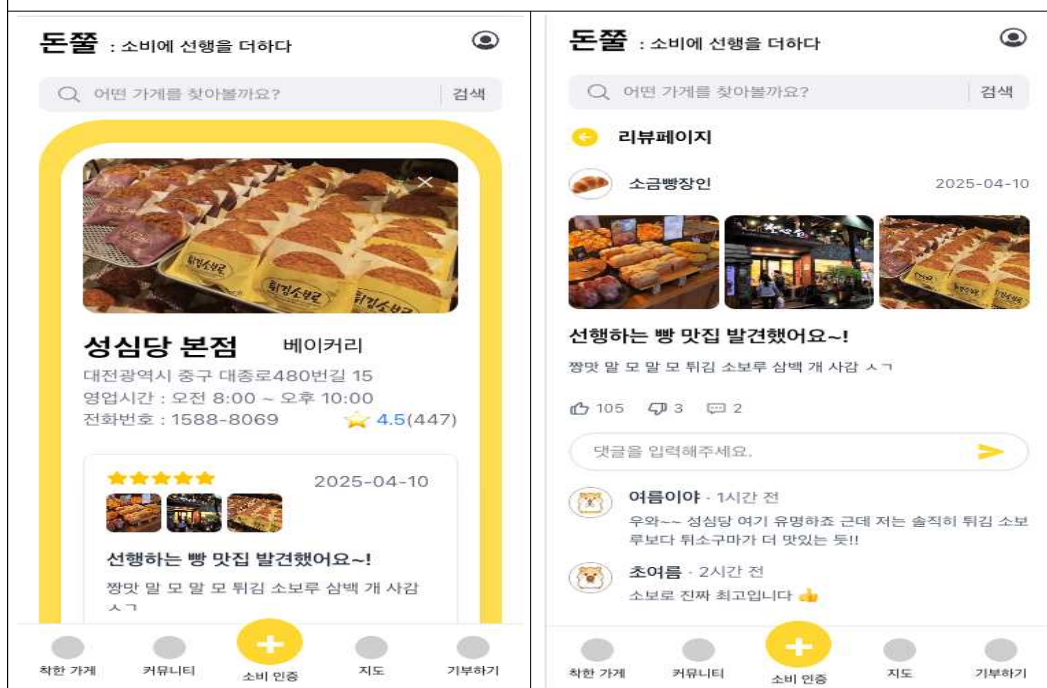 돈쭐 : 소비에 선행을 더하다
어떤 가게를 찾아볼까요? 검색
튀김소보로
튀김소보로
성심당 본점 베이커리
대전광역시 중구 대종로480번길 15
영업시간 : 오전 8:00 ~ 오후 10:00
전화번호 : 1588-8069 4.5(447)
2025-04-10
선행하는 빵 맛집 발견했어요~!
짱맛 말 모 말 모 튀김 소보루 삼백 개 사감
ㅅㄱ
착한 가게 커뮤니티 소비 인증 지도 기부하기
돈쭐 : 소비에 선행을 더하다
어떤 가게를 찾아볼까요? 검색
리뷰페이지
소금빵장인 2025-04-10
선행하는 빵 맛집 발견했어요~!
짱맛 말 모 말 모 튀김 소보루 삼백 개 사감 ㅅㄱ
105 3 2
댓글을 입력해주세요.
여름이야 · 1시간 전
우와~~ 성심당 여기 유명하죠 근데 저는 솔직히 튀김 소보
루보다 튀소구마가 더 맛있는 듯!!
초여름 · 2시간 전
소보로 진짜 최고입니다 👍
착한 가게 커뮤니티 소비 인증 지도 기부하기